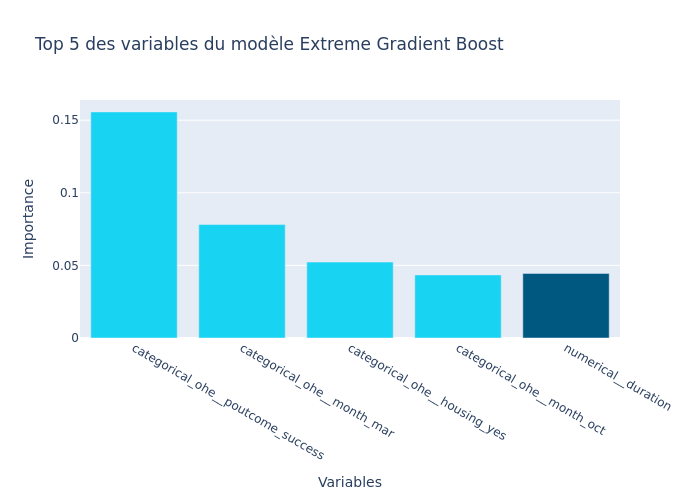 Top 5 des variables du modèle Extreme Gradient Boost
Importance
0.15
0.1
0.05
0
categorical_ohe__poutcome_success
categorical_ohe__month_mar
categorical_ohe__housing_yes
categorical_ohe__month_oct
numerical__duration
Variables